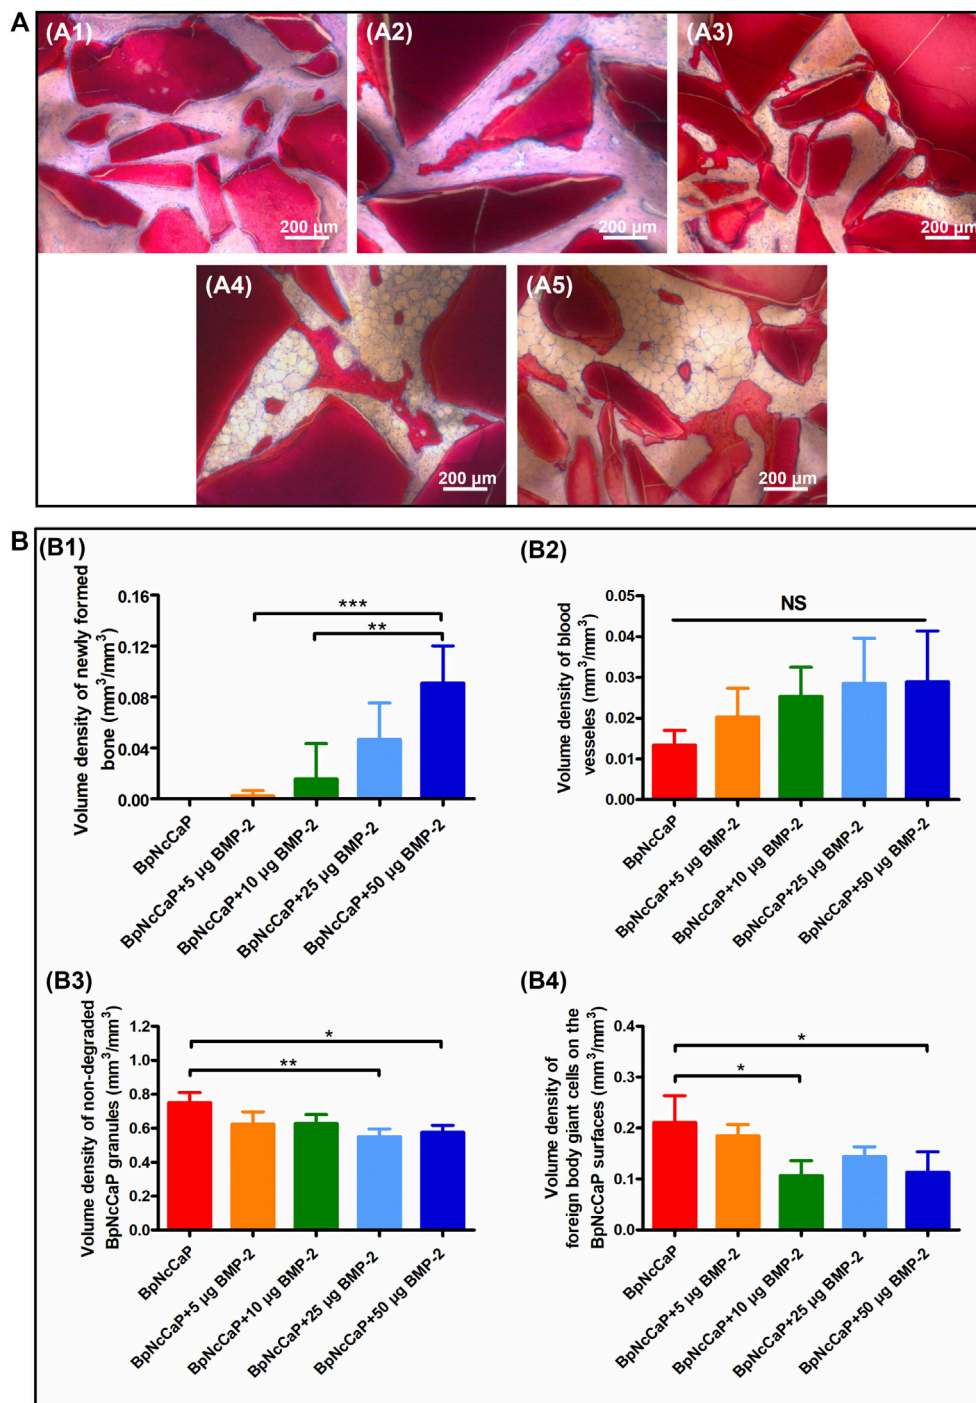 A
(A1)
200 µm
(A2)
200 µm
(A3)
200 µm
(A4)
200 µm
(A5)
200 µm
B
(B1)
Volume density of newly formed
bone (mm³/mm³)
0.16
0.12
0.08
0.04
0.00
***
**
BpNcCaP
BpNcCaP+5 µg BMP-2
BpNcCaP+10 µg BMP-2
BpNcCaP+25 µg BMP-2
BpNcCaP+50 µg BMP-2
(B2)
Volume density of blood
vesseles (mm³/mm³)
0.05
0.04
0.03
0.02
0.01
0.00
NS
BpNcCaP
BpNcCaP+5 µg BMP-2
BpNcCaP+10 µg BMP-2
BpNcCaP+25 µg BMP-2
BpNcCaP+50 µg BMP-2
(B3)
Volume density of non-degraded
BpNcCaP granules (mm³/mm³)
1.2
1.0
0.8
0.6
0.4
0.2
0.0
*
**
BpNcCaP
BpNcCaP+5 µg BMP-2
BpNcCaP+10 µg BMP-2
BpNcCaP+25 µg BMP-2
BpNcCaP+50 µg BMP-2
(B4)
Volume density of
foreign body giant cells on the
BpNcCaP surfaces (mm³/mm³)
0.4
0.3
0.2
0.1
0.0
*
*
BpNcCaP
BpNcCaP+5 µg BMP-2
BpNcCaP+10 µg BMP-2
BpNcCaP+25 µg BMP-2
BpNcCaP+50 µg BMP-2